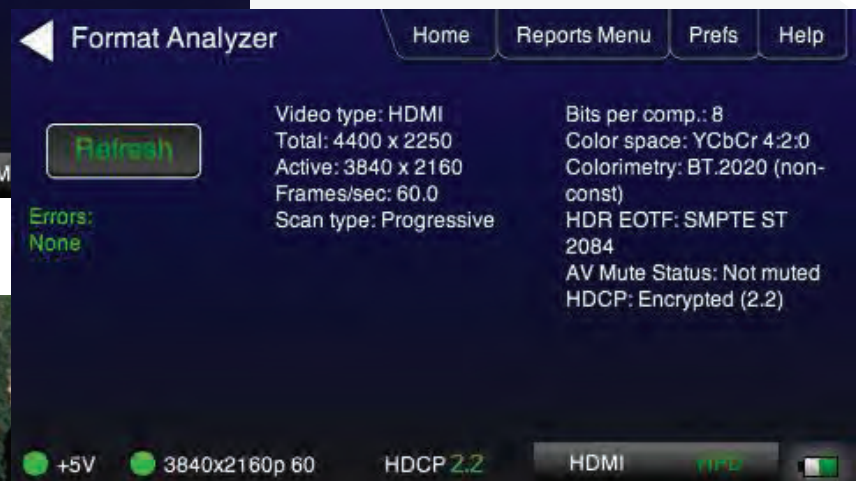 Format Analyzer
Home
Reports Menu
Prefs
Help
Refresh
Errors:
None
Video type: HDMI
Total: 4400 x 2250
Active: 3840 x 2160
Frames/sec: 60.0
Scan type: Progressive
Bits per comp.: 8
Color space: YCbCr 4:2:0
Colorimetry: BT.2020 (non-
const)
HDR EOTF: SMPTE ST
2084
AV Mute Status: Not muted
HDCP: Encrypted (2.2)
+5V
3840x2160p 60
HDCP 2.2
HDMI
HPD